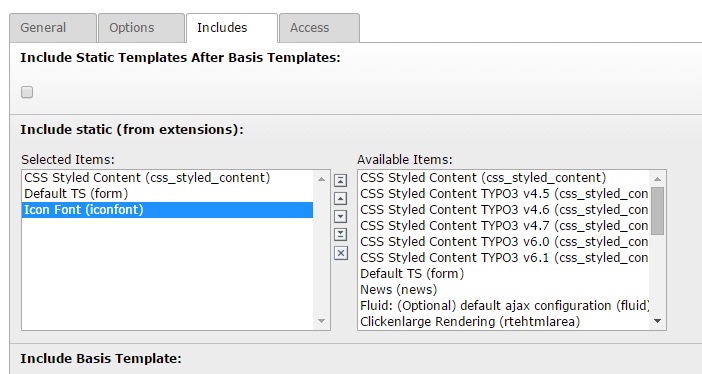 General Options Includes Access
Include Static Templates After Basis Templates:
Include static (from extensions):
Selected Items:
CSS Styled Content (css_styled_content)
Default TS (form)
Icon Font (iconfont)
Available Items:
CSS Styled Content (css_styled_content)
CSS Styled Content TYPO3 v4.5 (css_styled_con
CSS Styled Content TYPO3 v4.6 (css_styled_con
CSS Styled Content TYPO3 v4.7 (css_styled_con
CSS Styled Content TYPO3 v6.0 (css_styled_con
CSS Styled Content TYPO3 v6.1 (css_styled_con
Default TS (form)
News (news)
Fluid: (Optional) default ajax configuration (fluid)
Clickenlarge Rendering (rtehtmlarea)
Include Basis Template: